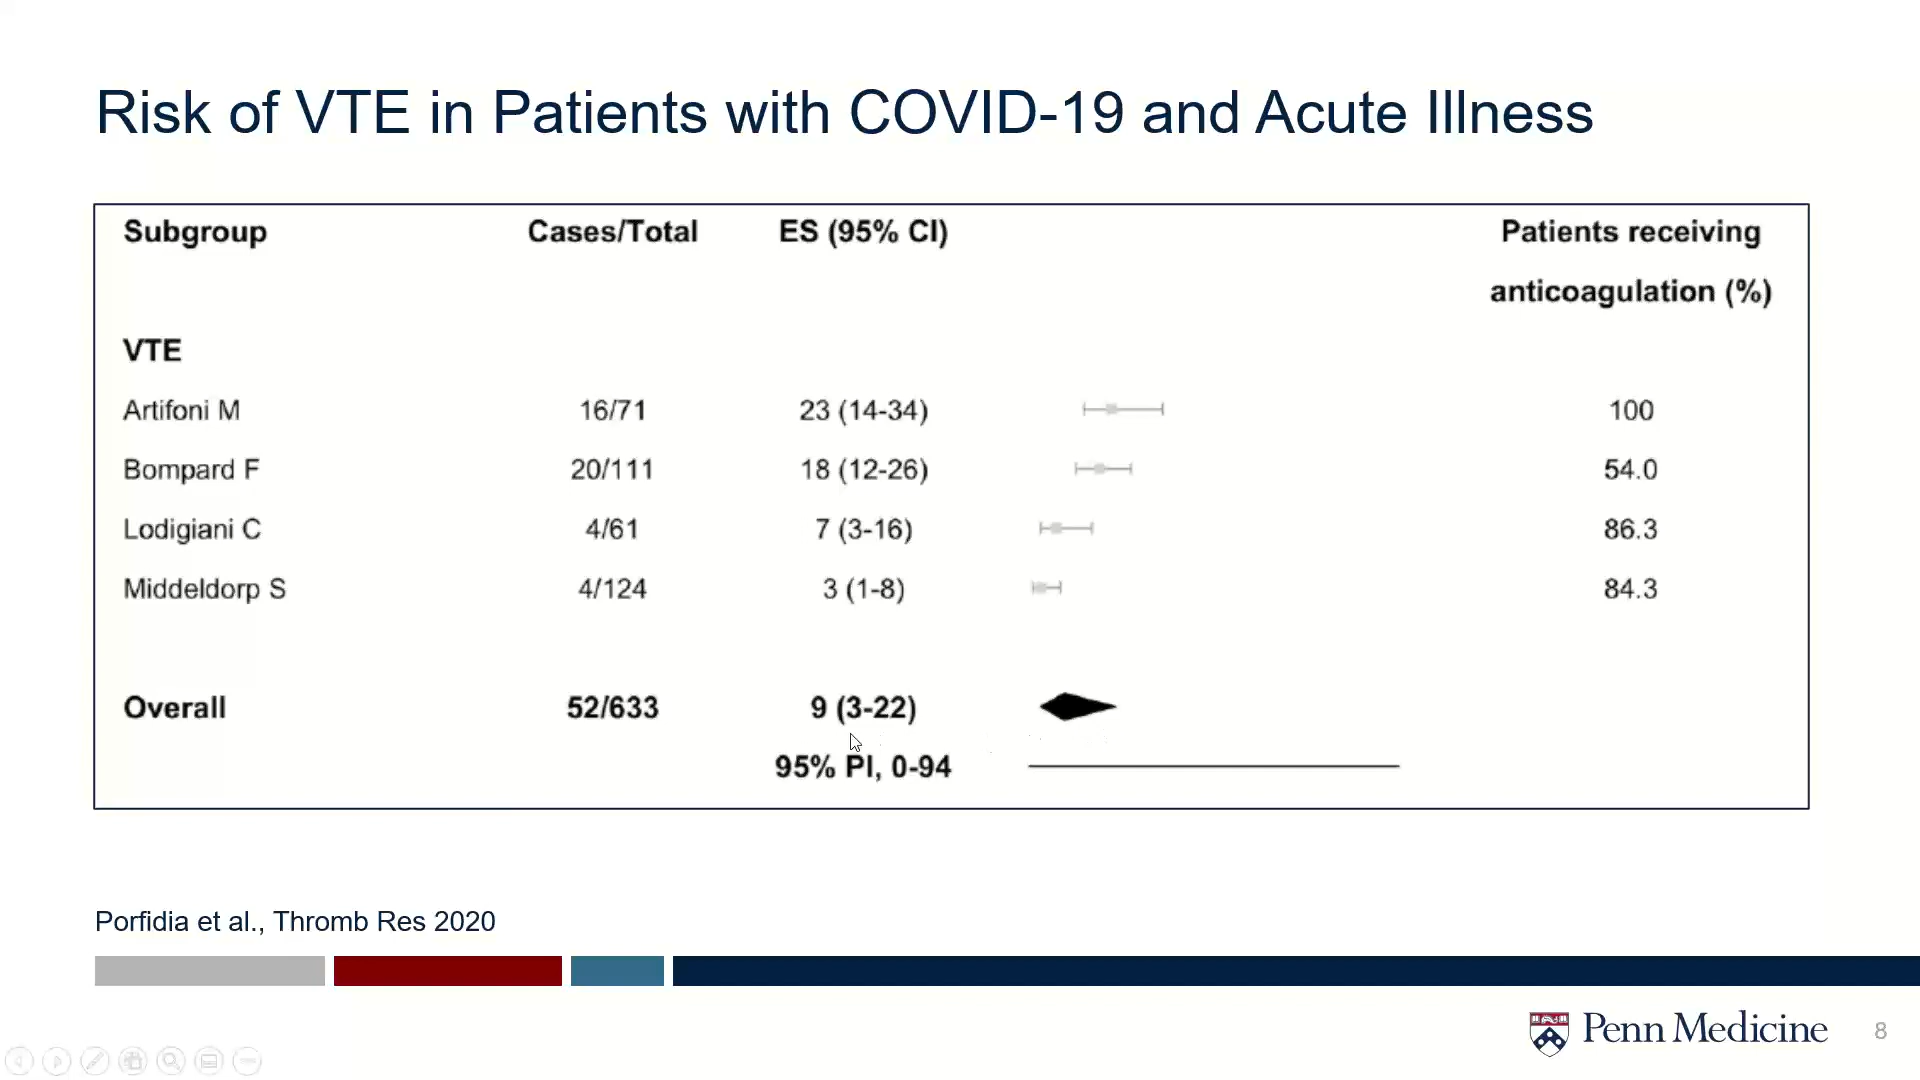 Risk of VTE in Patients with COVID-19 and Acute Illness
Subgroup Cases/Total ES (95% CI) Patients receiving
anticoagulation (%)
VTE
Artifoni M 16/71 23 (14-34) 100
Bompard F 20/111 18 (12-26) 54.0
Lodigiani C 4/61 7 (3-16) 86.3
Middeldorp S 4/124 3 (1-8) 84.3
Overall 52/633 9 (3-22)
95% PI, 0-94
Porfidia et al., Thromb Res 2020
Penn Medicine 8